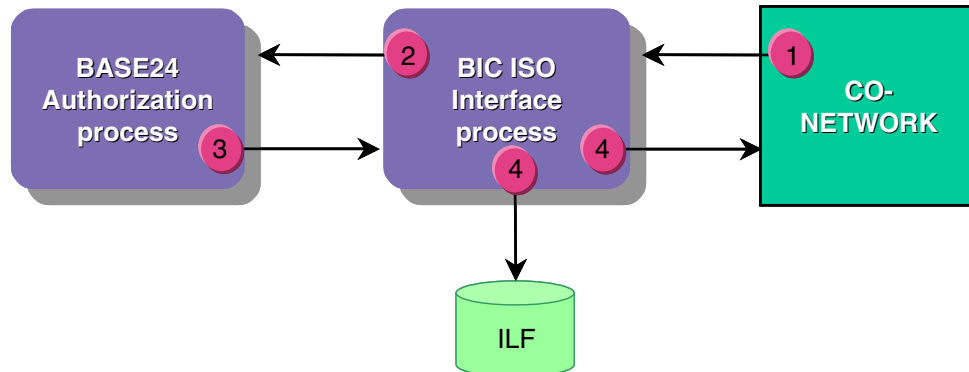 BASE24
Authorization
process
3
2
BIC ISO
Interface
process
4
4
1
CO-
NETWORK
ILF